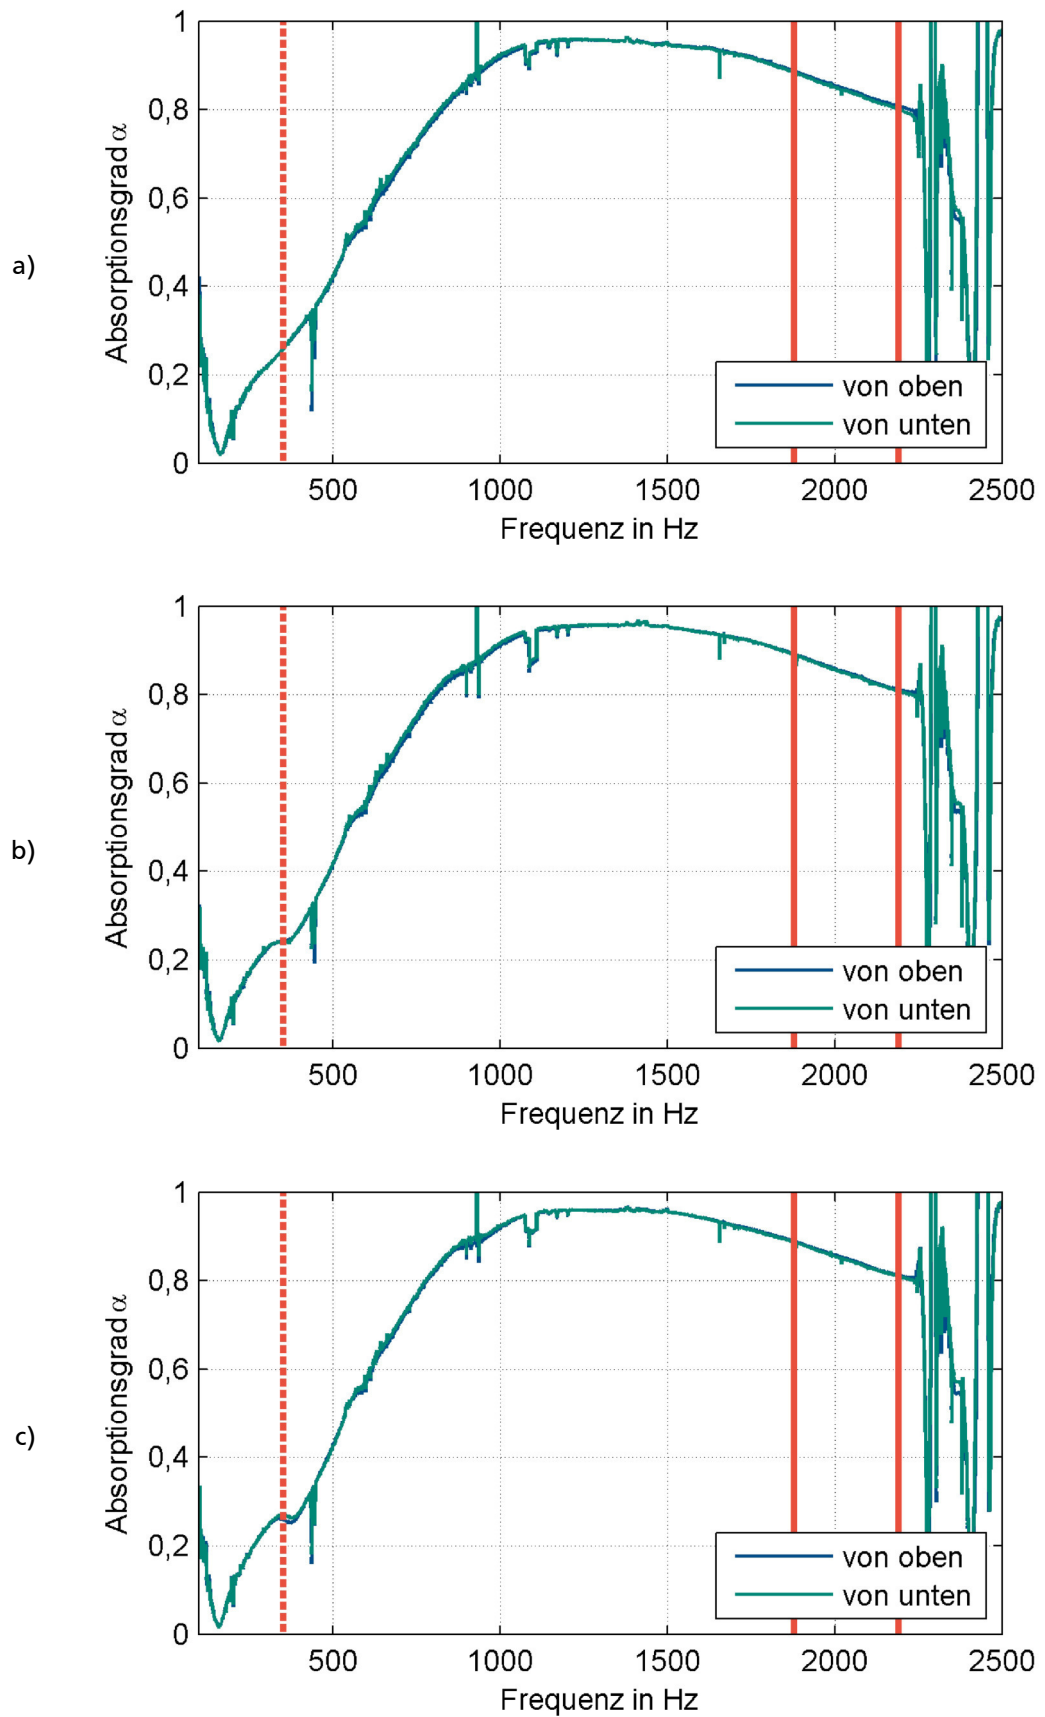 a)
Absorptionsgrad α
1
0,8
0,6
0,4
0,2
0
500 1000 1500 2000 2500
Frequenz in Hz
von oben
von unten
b)
Absorptionsgrad α
1
0,8
0,6
0,4
0,2
0
500 1000 1500 2000 2500
Frequenz in Hz
von oben
von unten
c)
Absorptionsgrad α
1
0,8
0,6
0,4
0,2
0
500 1000 1500 2000 2500
Frequenz in Hz
von oben
von unten